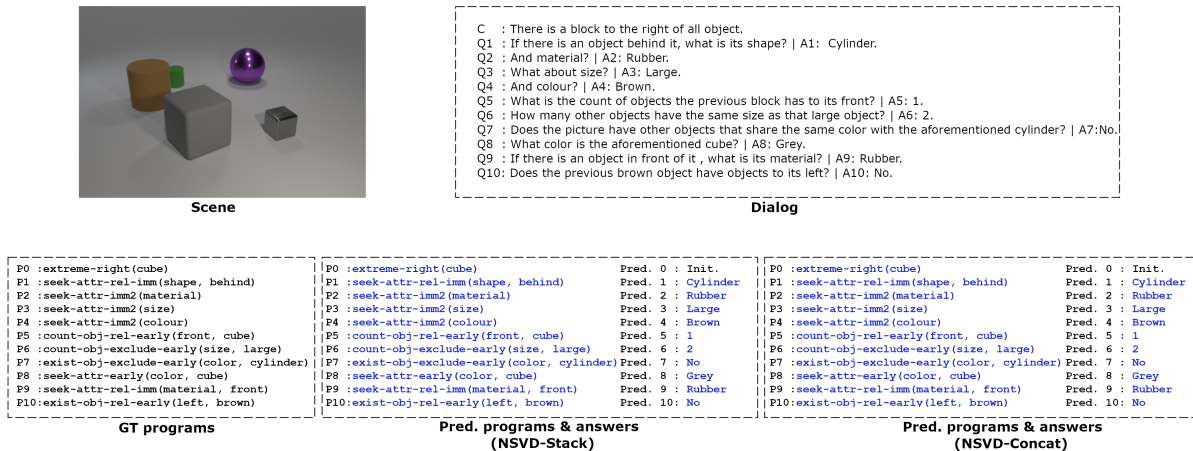 C : There is a block to the right of all object.
Q1 : If there is an object behind it, what is its shape? | A1: Cylinder.
Q2 : And material? | A2: Rubber.
Q3 : What about size? | A3: Large.
Q4 : And colour? | A4: Brown.
Q5 : What is the count of objects the previous block has to its front? | A5: 1.
Q6 : How many other objects have the same size as that large object? | A6: 2.
Q7 : Does the picture have other objects that share the same color with the aforementioned cylinder? | A7:No.
Q8 : What color is the aforementioned cube? | A8: Grey.
Q9 : If there is an object in front of it , what is its material? | A9: Rubber.
Q10: Does the previous brown object have objects to its left? | A10: No.
Scene
Dialog
P0 :extreme-right(cube)
P1 :seek-attr-rel-imm(shape, behind)
P2 :seek-attr-imm2(material)
P3 :seek-attr-imm2(size)
P4 :seek-attr-imm2(colour)
P5 :count-obj-rel-early(front, cube)
P6 :count-obj-exclude-early(size, large)
P7 :exist-obj-exclude-early(color, cylinder)
P8 :seek-attr-early(color, cube)
P9 :seek-attr-rel-imm(material, front)
P10:exist-obj-rel-early(left, brown)
GT programs
P0 :extreme-right(cube) Pred. 0 : Init.
P1 :seek-attr-rel-imm(shape, behind) Pred. 1 : Cylinder
P2 :seek-attr-imm2(material) Pred. 2 : Rubber
P3 :seek-attr-imm2(size) Pred. 3 : Large
P4 :seek-attr-imm2(colour) Pred. 4 : Brown
P5 :count-obj-rel-early(front, cube) Pred. 5 : 1
P6 :count-obj-exclude-early(size, large) Pred. 6 : 2
P7 :exist-obj-exclude-early(color, cylinder) Pred. 7 : No
P8 :seek-attr-early(color, cube) Pred. 8 : Grey
P9 :seek-attr-rel-imm(material, front) Pred. 9 : Rubber
P10:exist-obj-rel-early(left, brown) Pred. 10: No
Pred. programs & answers
(NSVD-Stack)
P0 :extreme-right(cube) Pred. 0 : Init.
P1 :seek-attr-rel-imm(shape, behind) Pred. 1 : Cylinder
P2 :seek-attr-imm2(material) Pred. 2 : Rubber
P3 :seek-attr-imm2(size) Pred. 3 : Large
P4 :seek-attr-imm2(colour) Pred. 4 : Brown
P5 :count-obj-rel-early(front, cube) Pred. 5 : 1
P6 :count-obj-exclude-early(size, large) Pred. 6 : 2
P7 :exist-obj-exclude-early(color, cylinder) Pred. 7 : No
P8 :seek-attr-early(color, cube) Pred. 8 : Grey
P9 :seek-attr-rel-imm(material, front) Pred. 9 : Rubber
P10:exist-obj-rel-early(left, brown) Pred. 10: No
Pred. programs & answers
(NSVD-Concat)